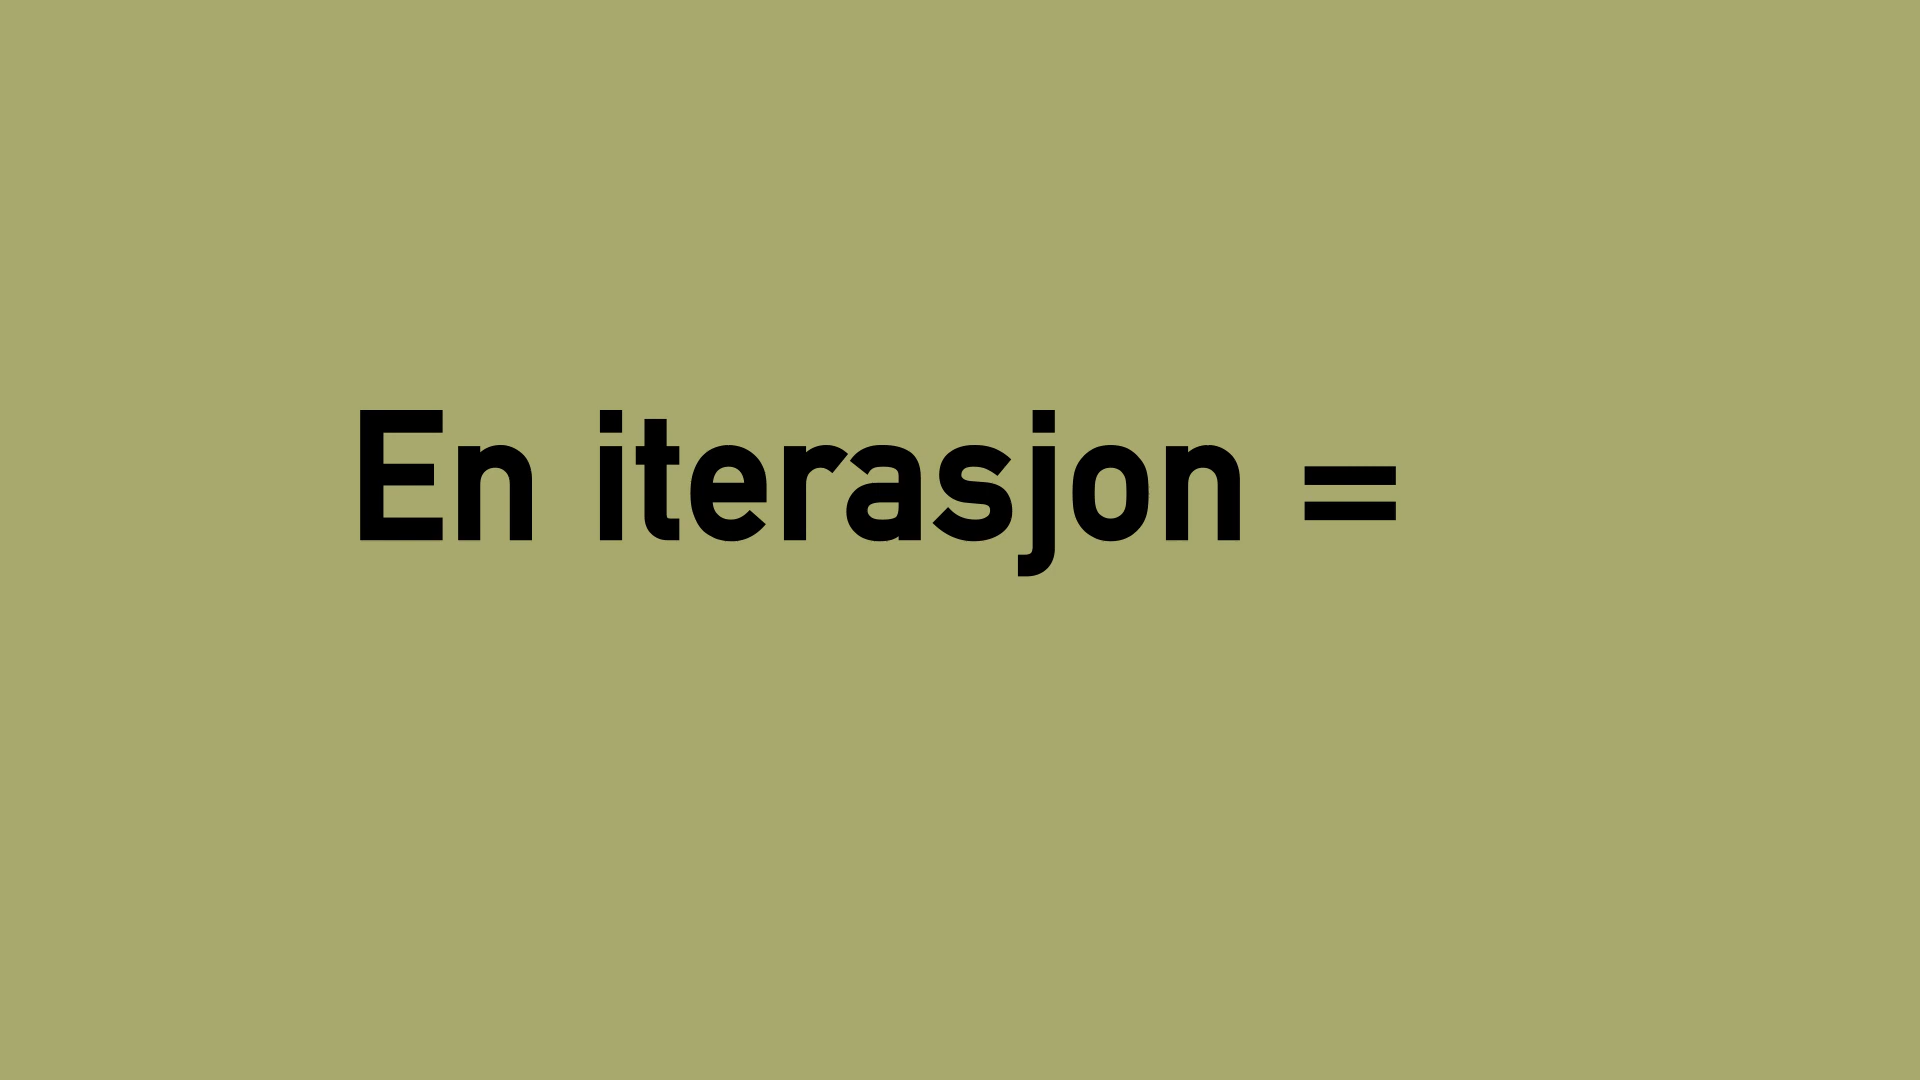 En iterasjon =